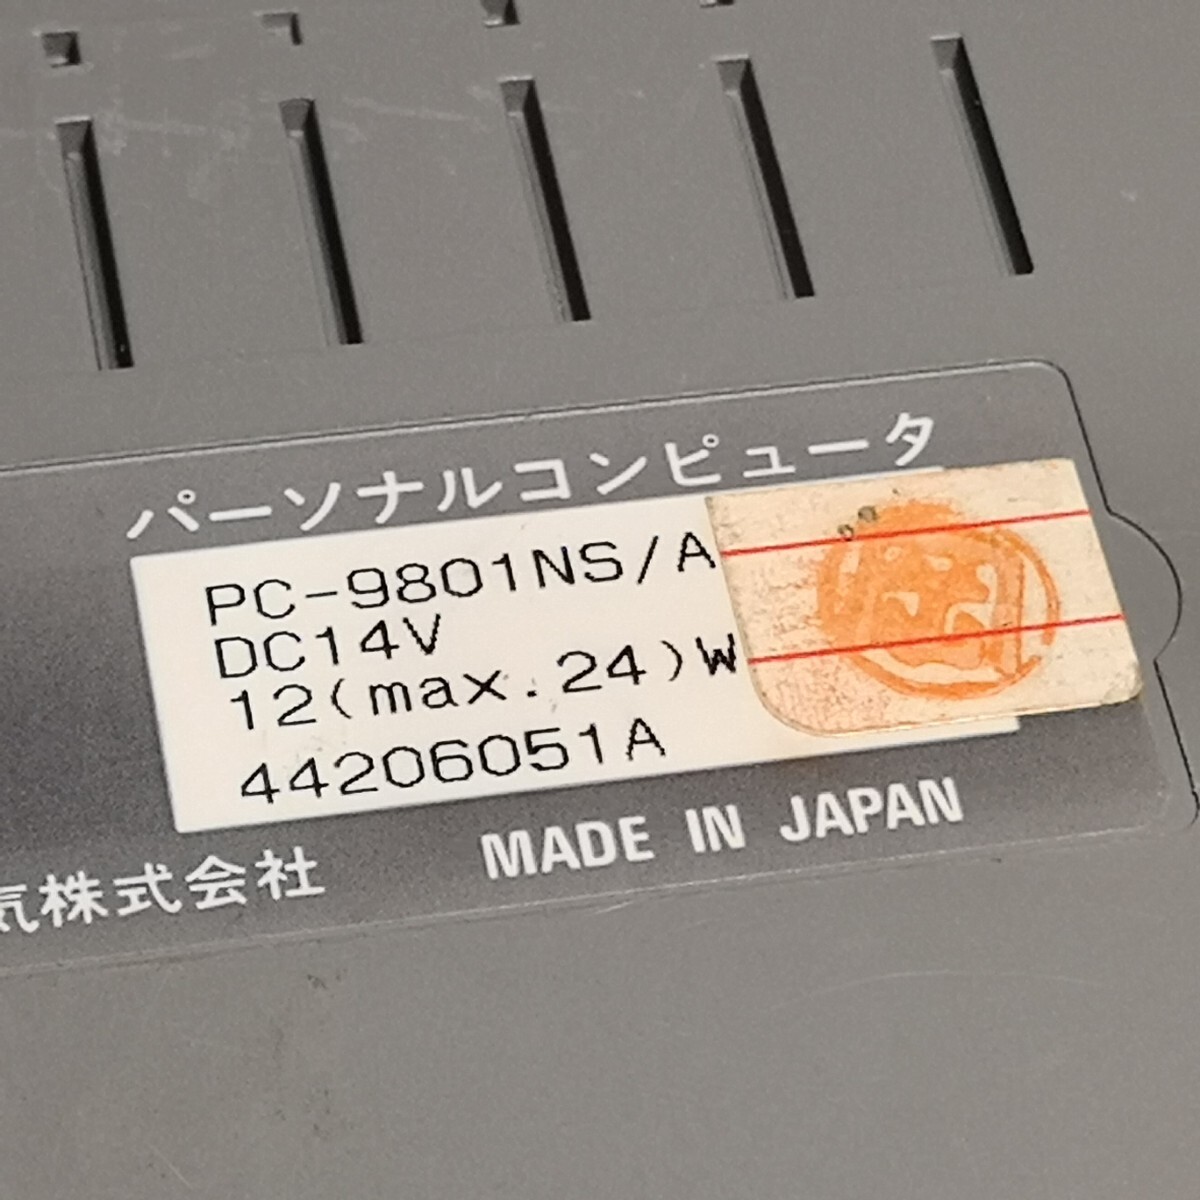 パーソナルコンピュータ
PC-9801NS/A
DC14V
12(max.24)W
44206051A
気株式会社
MADE IN JAPAN